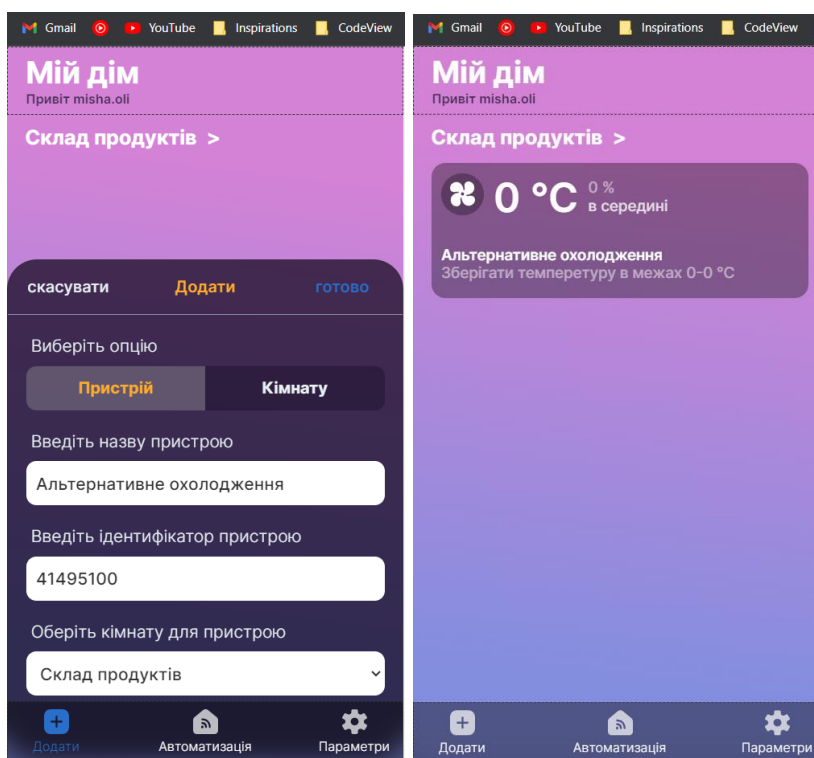 Gmail YouTube Inspirations CodeView
Мій дім
Привіт misha.oli
Склад продуктів >
скасувати Додати готово
Виберіть опцію
Пристрій Кімнату
Введіть назву пристрою
Альтернативне охолодження
Введіть ідентифікатор пристрою
41495100
Оберіть кімнату для пристрою
Склад продуктів
Додати Автоматизація Параметри
Gmail YouTube Inspirations CodeView
Мій дім
Привіт misha.oli
Склад продуктів >
0 °C 0 %
в середині
Альтернативне охолодження
Зберігати температуру в межах 0-0 °C
Додати Автоматизація Параметри